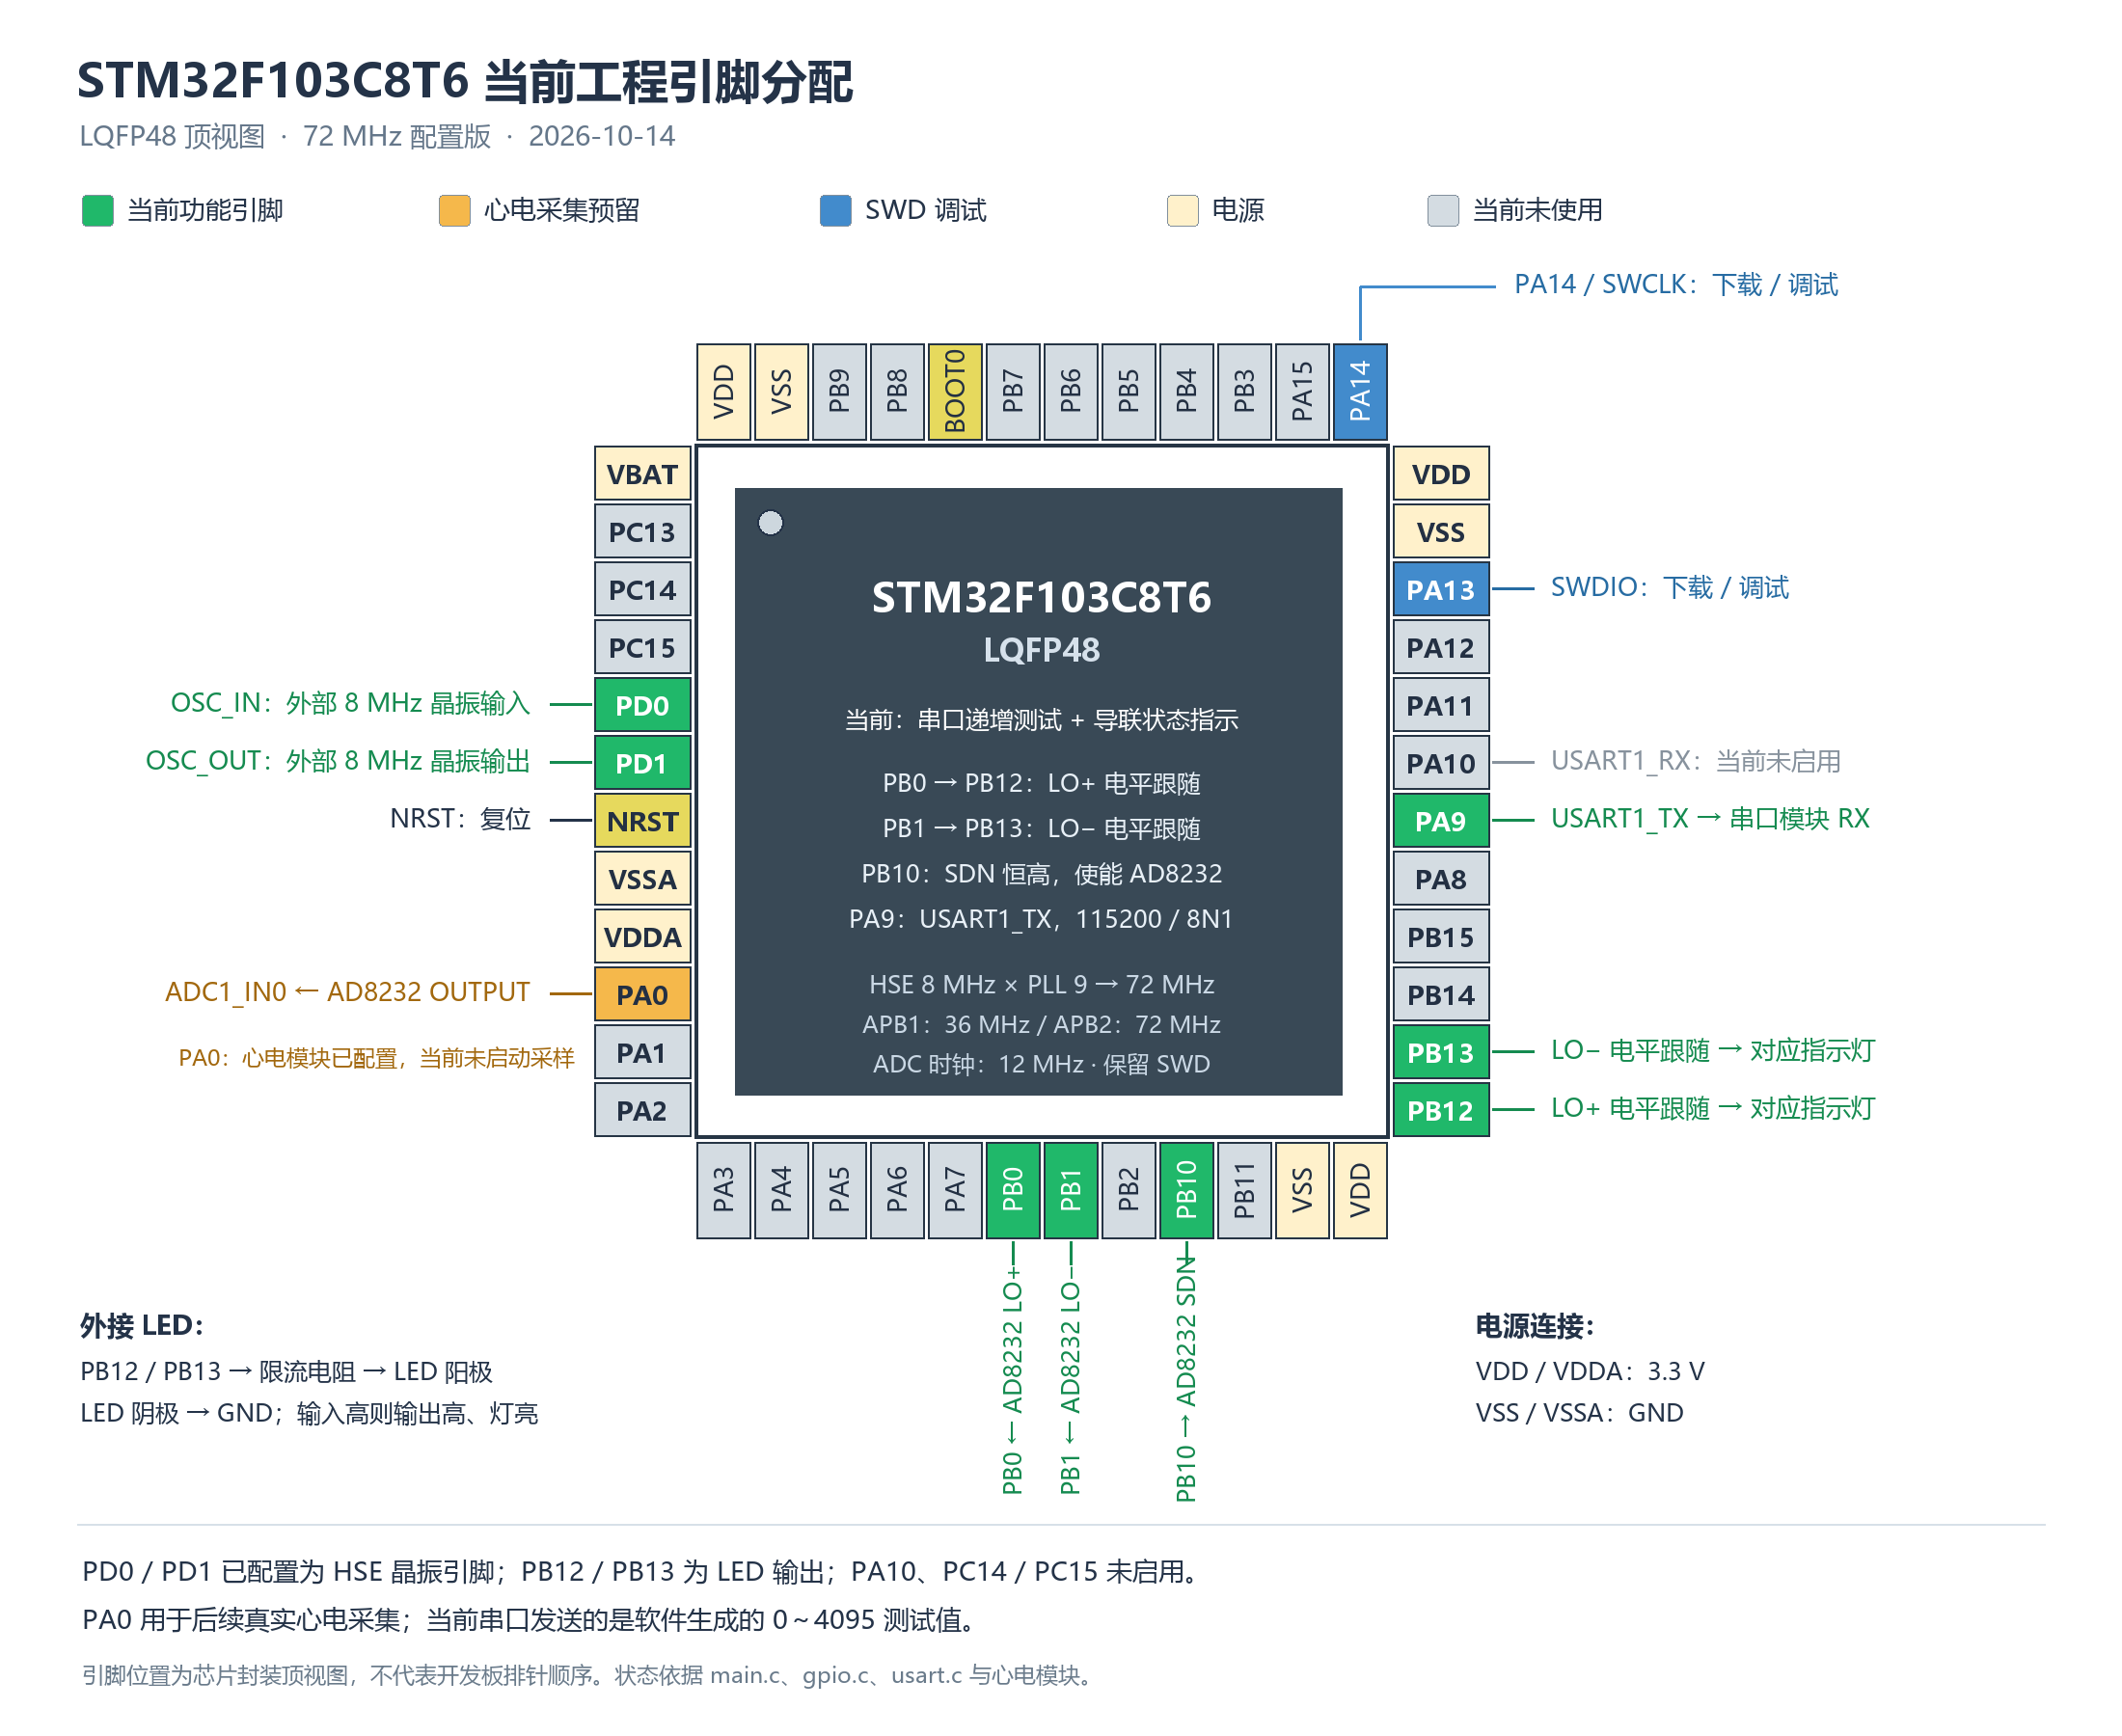 STM32F103C8T6 当前工程引脚分配
LQFP48 顶视图 · 72 MHz 配置版 · 2026-10-14
当前功能引脚
心电采集预留
SWD 调试
电源
当前未使用
PA14 / SWCLK：下载 / 调试
VDD
VSS
PB9
PB8
BOOT0
PB7
PB6
PB5
PB4
PB3
PA15
PA14
VBAT
PC13
PC14
PC15
OSC_IN：外部 8 MHz 晶振输入
PD0
OSC_OUT：外部 8 MHz 晶振输出
PD1
NRST：复位
NRST
VSSA
VDDA
ADC1_IN0 ← AD8232 OUTPUT
PA0
PA0：心电模块已配置，当前未启动采样
PA1
PA2
STM32F103C8T6
LQFP48
当前：串口递增测试 + 导联状态指示
PB0 → PB12：LO+ 电平跟随
PB1 → PB13：LO− 电平跟随
PB10：SDN 恒高，使能 AD8232
PA9：USART1_TX，115200 / 8N1
HSE 8 MHz × PLL 9 → 72 MHz
APB1：36 MHz / APB2：72 MHz
ADC 时钟：12 MHz · 保留 SWD
VDD
VSS
PA13
SWDIO：下载 / 调试
PA12
PA11
PA10
USART1_RX：当前未启用
PA9
USART1_TX → 串口模块 RX
PA8
PB15
PB14
PB13
LO− 电平跟随 → 对应指示灯
PB12
LO+ 电平跟随 → 对应指示灯
PA3
PA4
PA5
PA6
PA7
PB0
PB1
PB2
PB10
PB11
VSS
VDD
PB0 ← AD8232 LO+
PB1 ← AD8232 LO−
PB10 → AD8232 SDN
外接 LED：
PB12 / PB13 → 限流电阻 → LED 阳极
LED 阴极 → GND；输入高则输出高、灯亮
电源连接：
VDD / VDDA：3.3 V
VSS / VSSA：GND
PD0 / PD1 已配置为 HSE 晶振引脚；PB12 / PB13 为 LED 输出；PA10、PC14 / PC15 未启用。
PA0 用于后续真实心电采集；当前串口发送的是软件生成的 0～4095 测试值。
引脚位置为芯片封装顶视图，不代表开发板排针顺序。状态依据 main.c、gpio.c、usart.c 与心电模块。